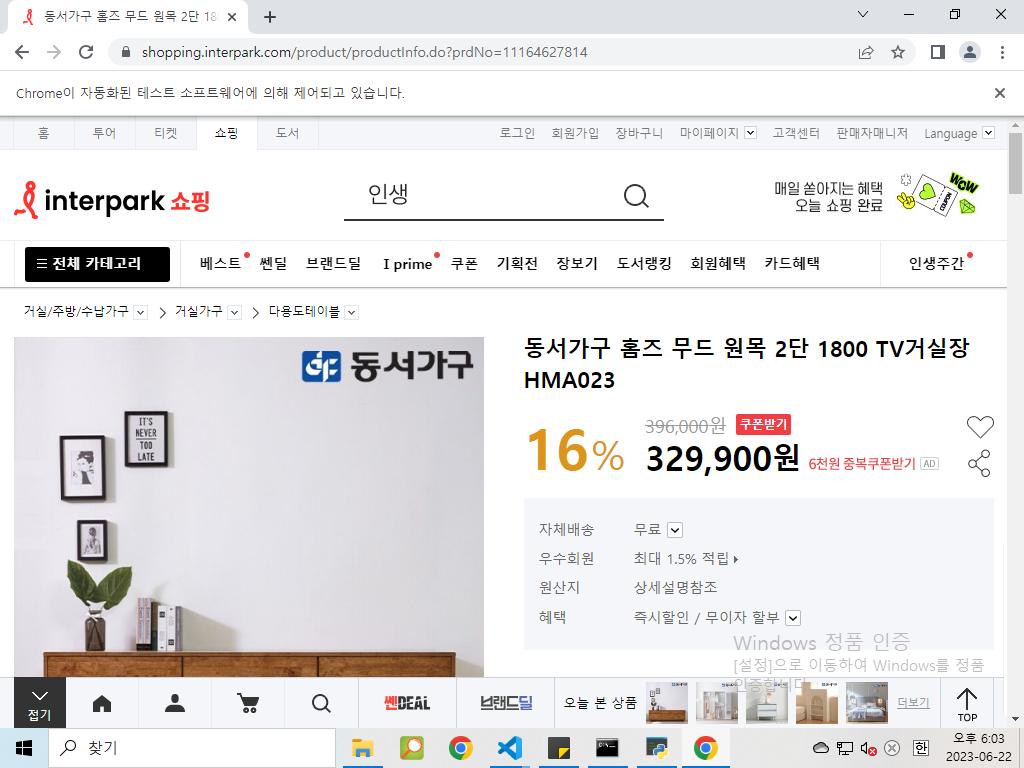 동서가구 홈즈 무드 원목 2단 18
shopping.interpark.com/product/productInfo.do?prdNo=11164627814
Chrome이 자동화된 테스트 소프트웨어에 의해 제어되고 있습니다.
홈 투어 티켓 쇼핑 도서 로그인 회원가입 장바구니 마이페이지 고객센터 판매자매니저 Language
interpark 쇼핑
인생
매일 쏟아지는 혜택
오늘 쇼핑 완료
WOW
COUPON
전체 카테고리 베스트 쎈딜 브랜드딜 I prime 쿠폰 기획전 장보기 도서랭킹 회원혜택 카드혜택 인생주간
거실/주방/수납가구 거실가구 다용도테이블
동서가구
IT'S
NEVER
TOO
LATE
동서가구 홈즈 무드 원목 2단 1800 TV거실장
HMA023
16%
396,000원 쿠폰받기
329,900원 6천원 중복쿠폰받기 AD
자체배송 무료
우수회원 최대 1.5% 적립
원산지 상세설명참조
혜택 즉시할인 / 무이자 할부
Windows 정품 인증
[설정]으로 이동하여 Windows를 정품
인증합니다.
접기
쎈DEAL
브랜드딜
오늘 본 상품
더보기
TOP
찾기
한
오후 6:03
2023-06-22